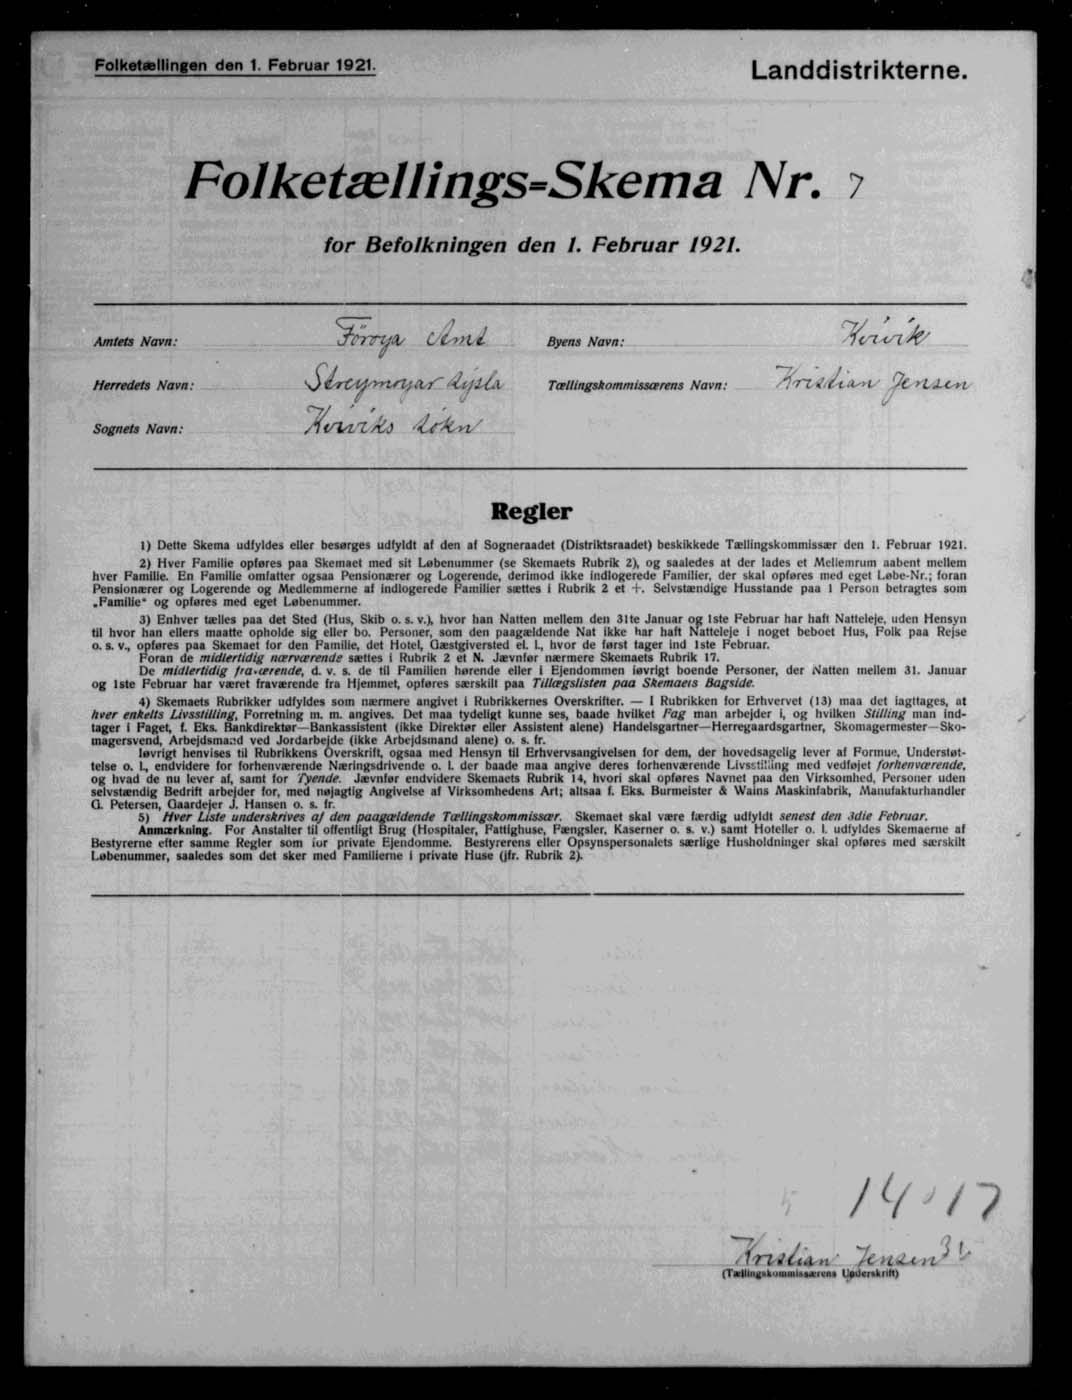 Folketællingen den 1. Februar 1921.
Landdistrikterne.
Folketællings=Skema Nr. 7
for Befolkningen den 1. Februar 1921.
Amtets Navn: Föroya Amt
Byens Navn: Kvívík
Herredets Navn: Streymoyar sýsla
Tællingskommissærens Navn: Kristian Jensen
Sognets Navn: Kvívíks sókn
Regler
1) Dette Skema udfyldes eller besørges udfyldt af den af Sogneraadet (Distriktsraadet) beskikkede Tællingskommissær den 1. Februar 1921.
2) Hver Familie opføres paa Skemaet med sit Løbenummer (se Skemaets Rubrik 2), og saaledes at der lades et Mellemrum aabent mellem
hver Familie. En Familie omfatter ogsaa Pensionærer og Logerende, derimod ikke indlogerede Familier, der skal opføres med eget Løbe-Nr.; foran
Pensionærer og Logerende og Medlemmerne af indlogerede Familier sættes i Rubrik 2 et +. Selvstændige Husstande paa 1 Person betragtes som
„Familie“ og opføres med eget Løbenummer.
3) Enhver tælles paa det Sted (Hus, Skib o. s. v.), hvor han Natten mellem den 31te Januar og 1ste Februar har haft Natteleje, uden Hensyn
til hvor han ellers maatte opholde sig eller bo. Personer, som den paagældende Nat ikke har haft Natteleje i noget beboet Hus, Folk paa Rejse
o. s. v., opføres paa Skemaet for den Familie, det Hotel, Gæstgiversted el. l., hvor de først tager ind 1ste Februar.
Foran de midlertidig nærværende sættes i Rubrik 2 et N. Jævnfør nærmere Skemaets Rubrik 17.
De midlertidig fraværende, d. v. s. de til Familien hørende eller i Ejendommen iøvrigt boende Personer, der Natten mellem 31. Januar
og 1ste Februar har været fraværende fra Hjemmet, opføres særskilt paa Tillægslisten paa Skemaets Bagside.
4) Skemaets Rubrikker udfyldes som nærmere angivet i Rubrikkernes Overskrifter. — I Rubrikken for Erhvervet (13) maa det iagttages, at
hver enkelts Livsstilling, Forretning m. m. angives. Det maa tydeligt kunne ses, baade hvilket Fag man arbejder i, og hvilken Stilling man ind-
tager i Faget, f. Eks. Bankdirektør—Bankassistent (ikke Direktør eller Assistent alene) Handelsgartner—Herregaardsgartner, Skomagermester—Sko-
magersvend, Arbejdsmand ved Jordarbejde (ikke Arbejdsmand alene) o. s. fr.
Iøvrigt henvises til Rubrikkens Overskrift, ogsaa med Hensyn til Erhvervsangivelsen for dem, der hovedsagelig lever af Formue, Understøt-
telse o. l., endvidere for forhenværende Næringsdrivende o. l. der baade maa angive deres forhenværende Livsstilling med vedføjet forhenværende,
og hvad de nu lever af, samt for Tyende. Jævnfør endvidere Skemaets Rubrik 14, hvori skal opføres Navnet paa den Virksomhed, Personer uden
selvstændig Bedrift arbejder for, med nøjagtig Angivelse af Virksomhedens Art; altsaa f. Eks. Burmeister & Wains Maskinfabrik, Manufakturhandler
G. Petersen, Gaardejer J. Hansen o. s. fr.
5) Hver Liste underskrives af den paagældende Tællingskommissær. Skemaet skal være færdig udfyldt senest den 3die Februar.
Anmærkning. For Anstalter til offentligt Brug (Hospitaler, Fattighuse, Fængsler, Kaserner o. s. v.) samt Hoteller o. l. udfyldes Skemaerne af
Bestyrerne efter samme Regler som for private Ejendomme. Bestyrerens eller Opsynspersonalets særlige Husholdninger skal opføres med særskilt
Løbenummer, saaledes som det sker med Familierne i private Huse (jfr. Rubrik 2).
5 14 17
Kristian Jensen
(Tællingskommissærens Underskrift)